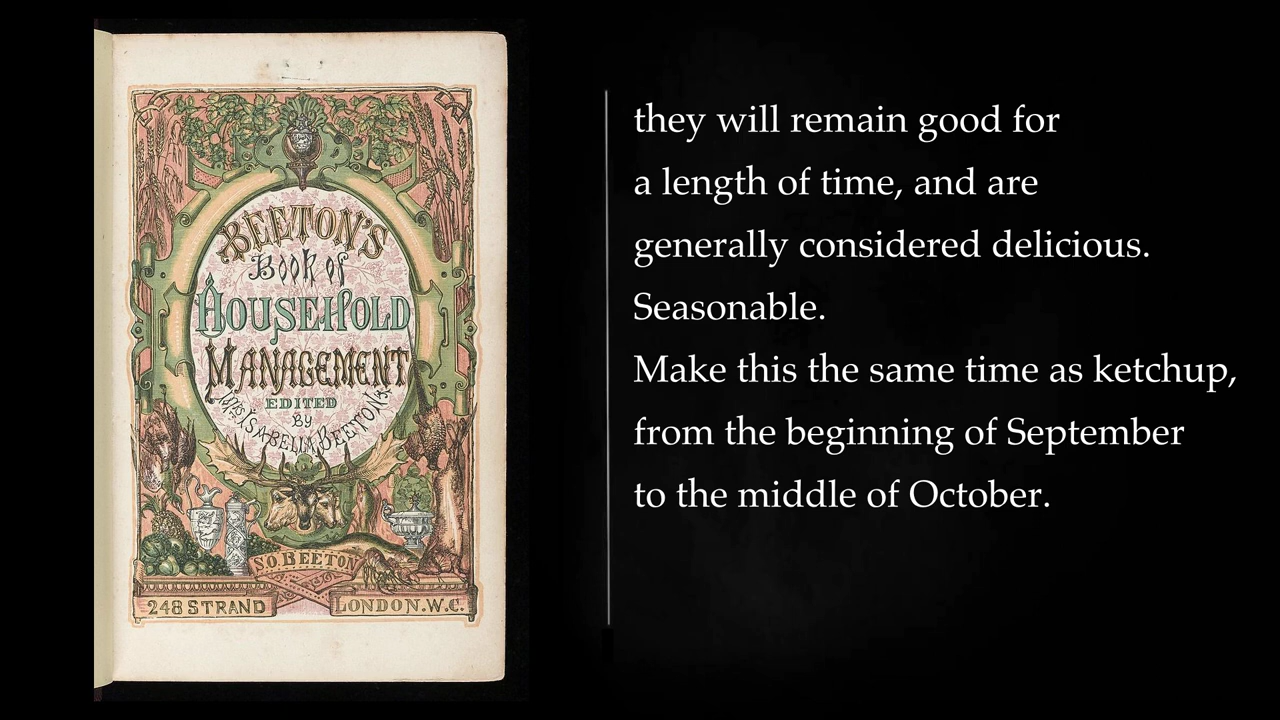 BEETON'S
Book of
HOUSEHOLD
MANAGEMENT
EDITED
BY
MRS ISABELLA BEETON.
S.O. BEETON
248 STRAND
LONDON. W.C.
they will remain good for
a length of time, and are
generally considered delicious.
Seasonable.
Make this the same time as ketchup,
from the beginning of September
to the middle of October.